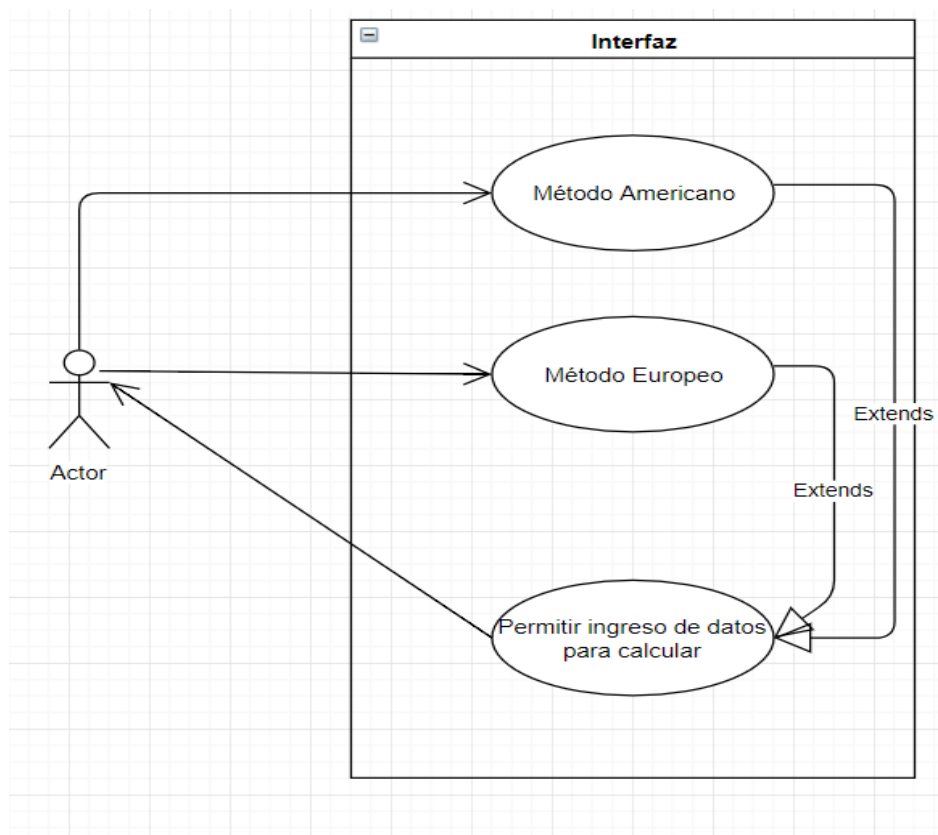 Interfaz
Método Americano
Método Europeo
Extends
Actor
Extends
Permitir ingreso de datos
para calcular